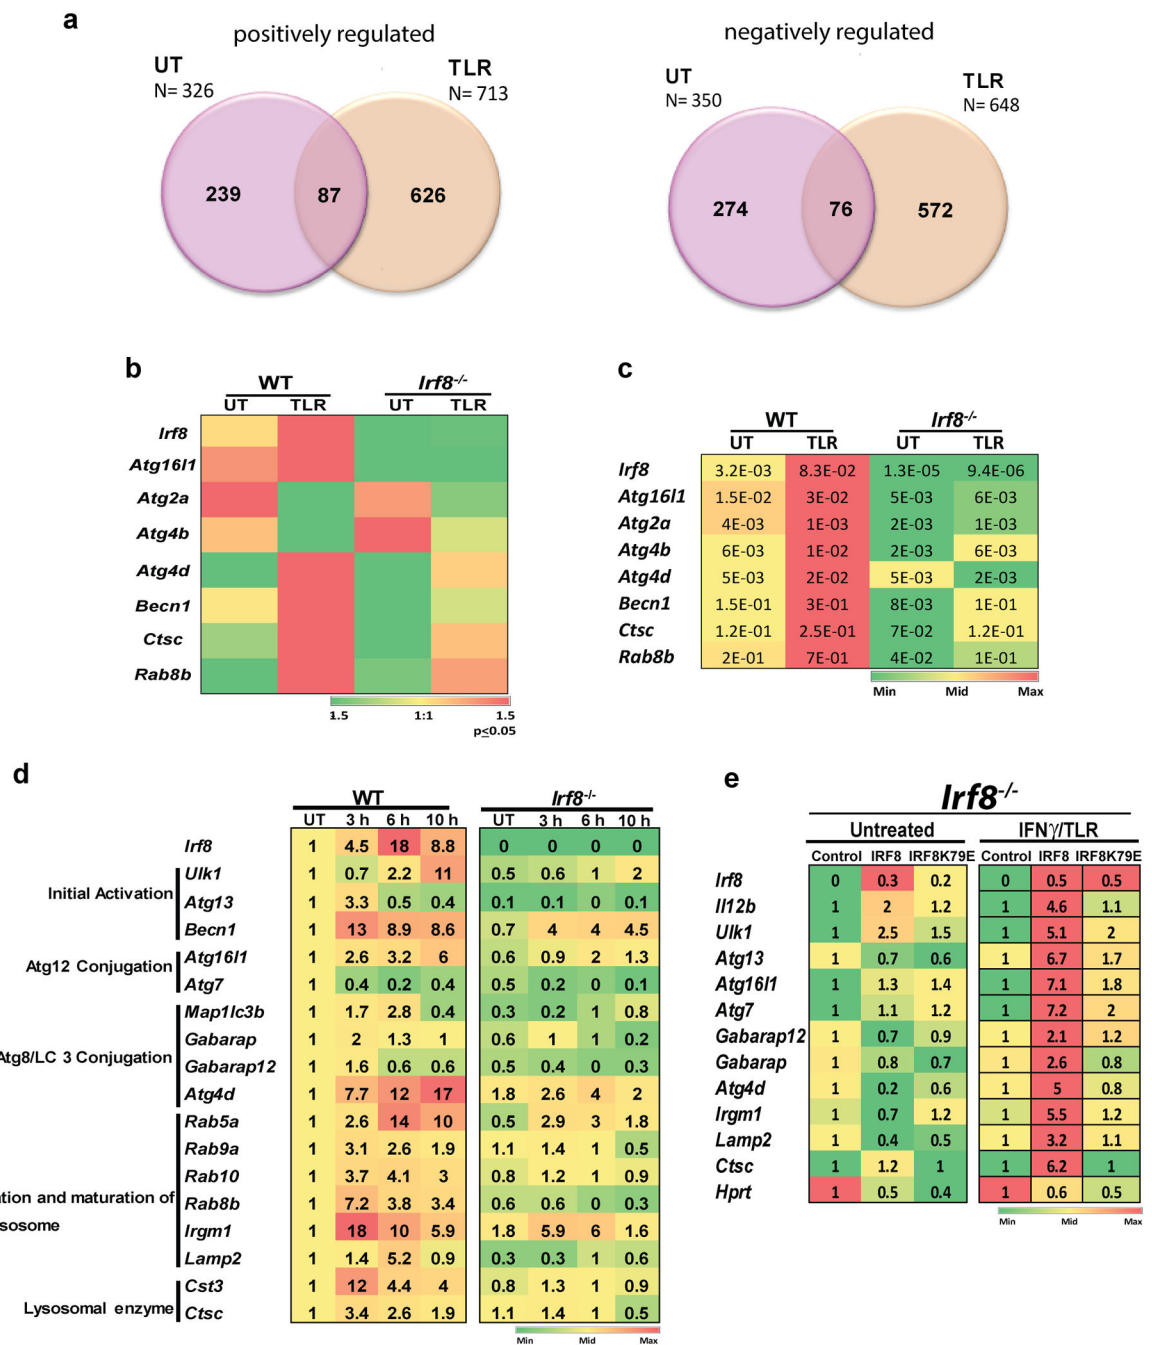 a
positively regulated
negatively regulated
UT
N= 326
TLR
N= 713
UT
N= 350
TLR
N= 648
239 87 626
274 76 572
b
WT Irf8-/-
UT TLR UT TLR
Irf8
Atg16l1
Atg2a
Atg4b
Atg4d
Becn1
Ctsc
Rab8b
1.5 1:1 1.5
p≤0.05
c
WT Irf8-/-
UT TLR UT TLR
Irf8 3.2E-03 8.3E-02 1.3E-05 9.4E-06
Atg16l1 1.5E-02 3E-02 5E-03 6E-03
Atg2a 4E-03 1E-03 2E-03 1E-03
Atg4b 6E-03 1E-02 2E-03 6E-03
Atg4d 5E-03 2E-02 5E-03 2E-03
Becn1 1.5E-01 3E-01 8E-03 1E-01
Ctsc 1.2E-01 2.5E-01 7E-02 1.2E-01
Rab8b 2E-01 7E-01 4E-02 1E-01
Min Mid Max
d
WT Irf8-/-
UT 3 h 6 h 10 h UT 3 h 6 h 10 h
Irf8 1 4.5 18 8.8 0 0 0 0
Initial Activation
Ulk1 1 0.7 2.2 11 0.5 0.6 1 2
Atg13 1 3.3 0.5 0.4 0.1 0.1 0 0.1
Becn1 1 13 8.9 8.6 0.7 4 4 4.5
Atg12 Conjugation
Atg16l1 1 2.6 3.2 6 0.6 0.9 2 1.3
Atg7 1 0.4 0.2 0.4 0.5 0.2 0 0.1
Atg8/LC 3 Conjugation
Map1lc3b 1 1.7 2.8 0.4 0.3 0.2 1 0.8
Gabarap 1 2 1.3 1 0.6 1 1 0.2
Gabarap12 1 1.6 0.6 0.6 0.5 0.4 0 0.3
Atg4d 1 7.7 12 17 1.8 2.6 4 2
tion and maturation of
sosome
Rab5a 1 2.6 14 10 0.5 2.9 3 1.8
Rab9a 1 3.1 2.6 1.9 1.1 1.4 1 0.5
Rab10 1 3.7 4.1 3 0.8 1.2 1 0.9
Rab8b 1 7.2 3.8 3.4 0.6 0.6 0 0.3
Irgm1 1 18 10 5.9 1.8 5.9 6 1.6
Lamp2 1 1.4 5.2 0.9 0.3 0.3 1 0.6
Lysosomal enzyme
Cst3 1 12 4.4 4 0.8 1.3 1 0.9
Ctsc 1 3.4 2.6 1.9 1.1 1.4 1 0.5
Min Mid Max
e
Irf8-/-
Untreated IFNγ/TLR
Control IRF8 IRF8K79E Control IRF8 IRF8K79E
Irf8 0 0.3 0.2 0 0.5 0.5
Il12b 1 2 1.2 1 4.6 1.1
Ulk1 1 2.5 1.5 1 5.1 2
Atg13 1 0.7 0.6 1 6.7 1.7
Atg16l1 1 1.3 1.4 1 7.1 1.8
Atg7 1 1.1 1.2 1 7.2 2
Gabarap12 1 0.7 0.9 1 2.1 1.2
Gabarap 1 0.8 0.7 1 2.6 0.8
Atg4d 1 0.2 0.6 1 5 0.8
Irgm1 1 0.7 1.2 1 5.5 1.2
Lamp2 1 0.4 0.5 1 3.2 1.1
Ctsc 1 1.2 1 1 6.2 1
Hprt 1 0.5 0.4 1 0.6 0.5
Min Mid Max